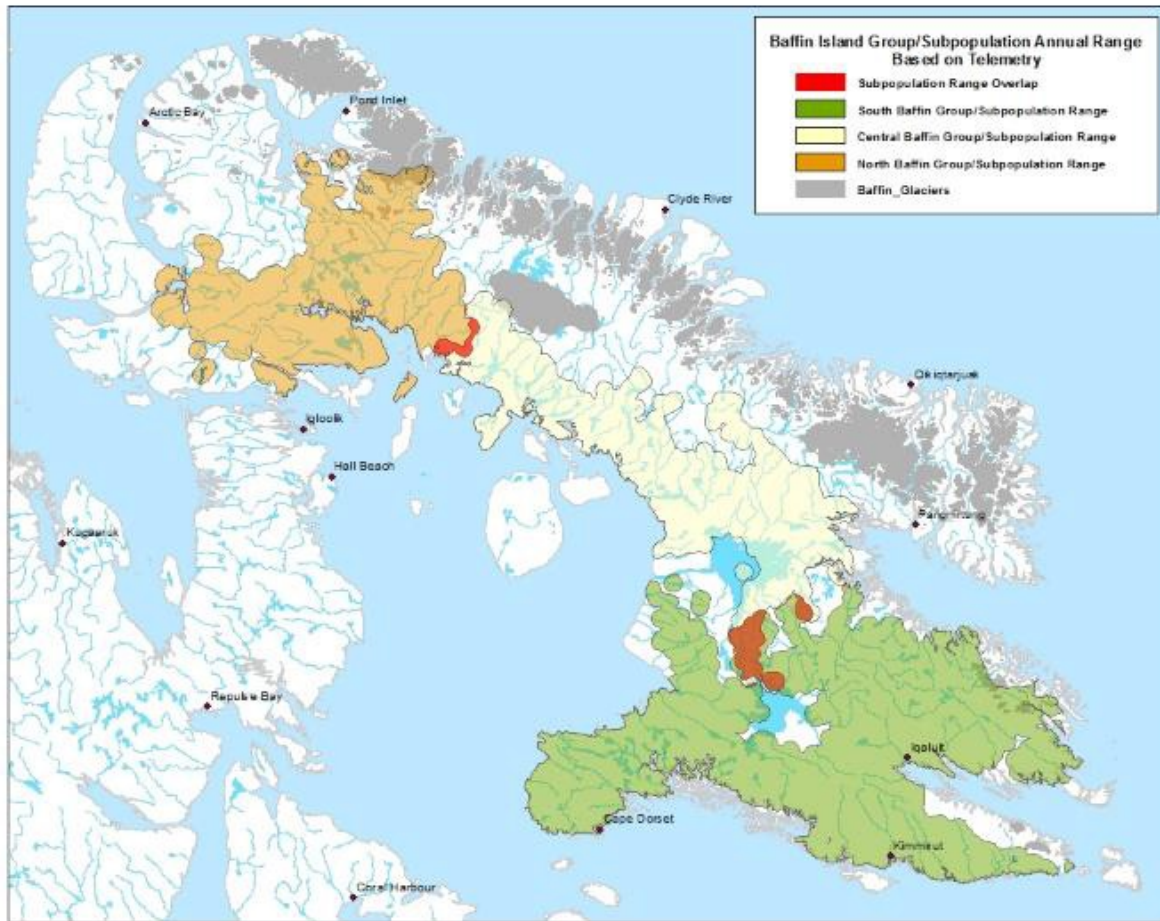 Baffin Island Group/Subpopulation Annual Range
Based on Telemetry
Subpopulation Range Overlap
South Baffin Group/Subpopulation Range
Central Baffin Group/Subpopulation Range
North Baffin Group/Subpopulation Range
Baffin_Glaciers
Pond Inlet
Arctic Bay
Clyde River
Qikiqtarjuak
Igloolik
Hall Beach
Pangnirtung
Kugaaruk
Repulse Bay
Iqaluit
Cape Dorset
Kimmirut
Coral Harbour